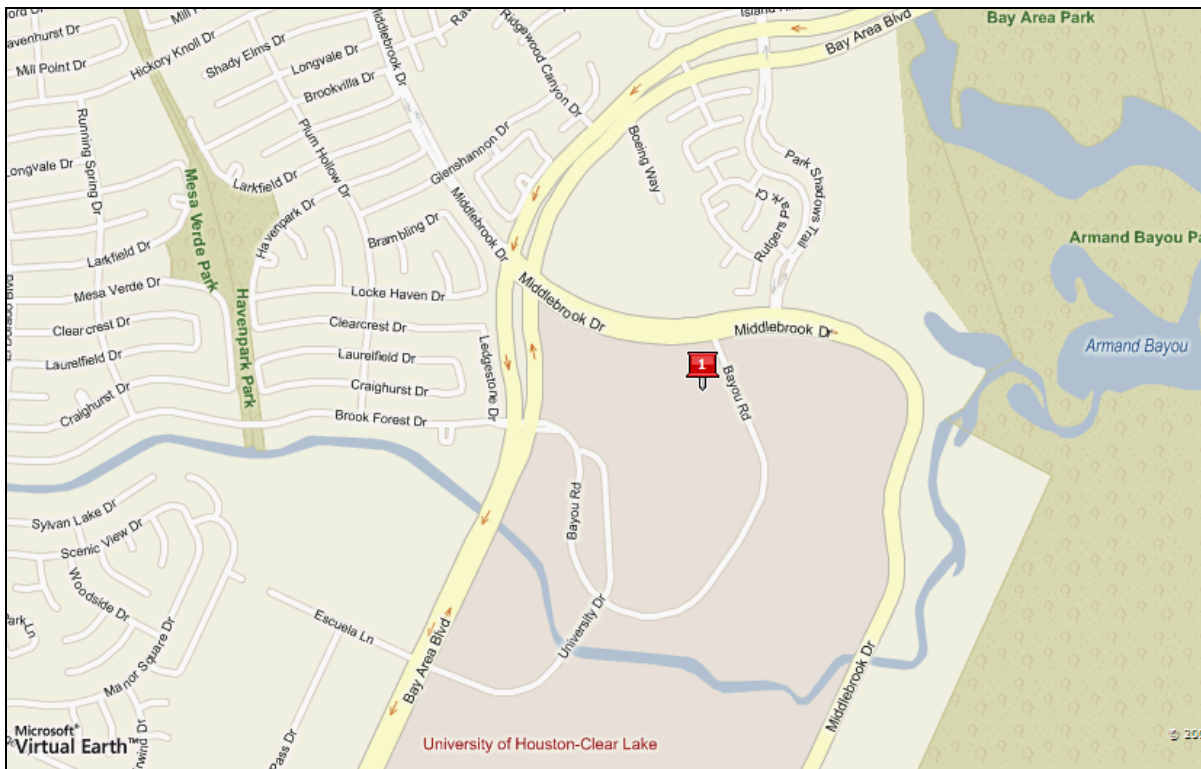 Bay Area Park
Bay Area Blvd
Hickory Knoll Dr
Mill Point Dr
Shady Elms Dr
Longvale Dr
Brookvilla Dr
Middlebrook Dr
Ridgewood Canyon Dr
Running Spring Dr
Plum Hollow Dr
Glenshannon Dr
Boeing Way
Park Shadows Trail
Rutgers Park Ct
Longvale Dr
Larkfield Dr
Mesa Verde Park
Havenpark Dr
Brambling Dr
Middlebrook Dr
Armand Bayou
Larkfield Dr
Mesa Verde Dr
Havenpark Park
Locke Haven Dr
Middlebrook Dr
Middlebrook Dr
Armand Bayou
Clearcrest Dr
Clearcrest Dr
Laurelfield Dr
Laurelfield Dr
Ledgestone Dr
1
Bayou Rd
Craighurst Dr
Craighurst Dr
Brook Forest Dr
Bayou Rd
Sylvan Lake Dr
Scenic View Dr
Woodside Dr
Park Ln
Manor Square Dr
Escuela Ln
University Dr
Bay Area Blvd
Middlebrook Dr
Pass Dr
Microsoft®
Virtual Earth™
University of Houston-Clear Lake